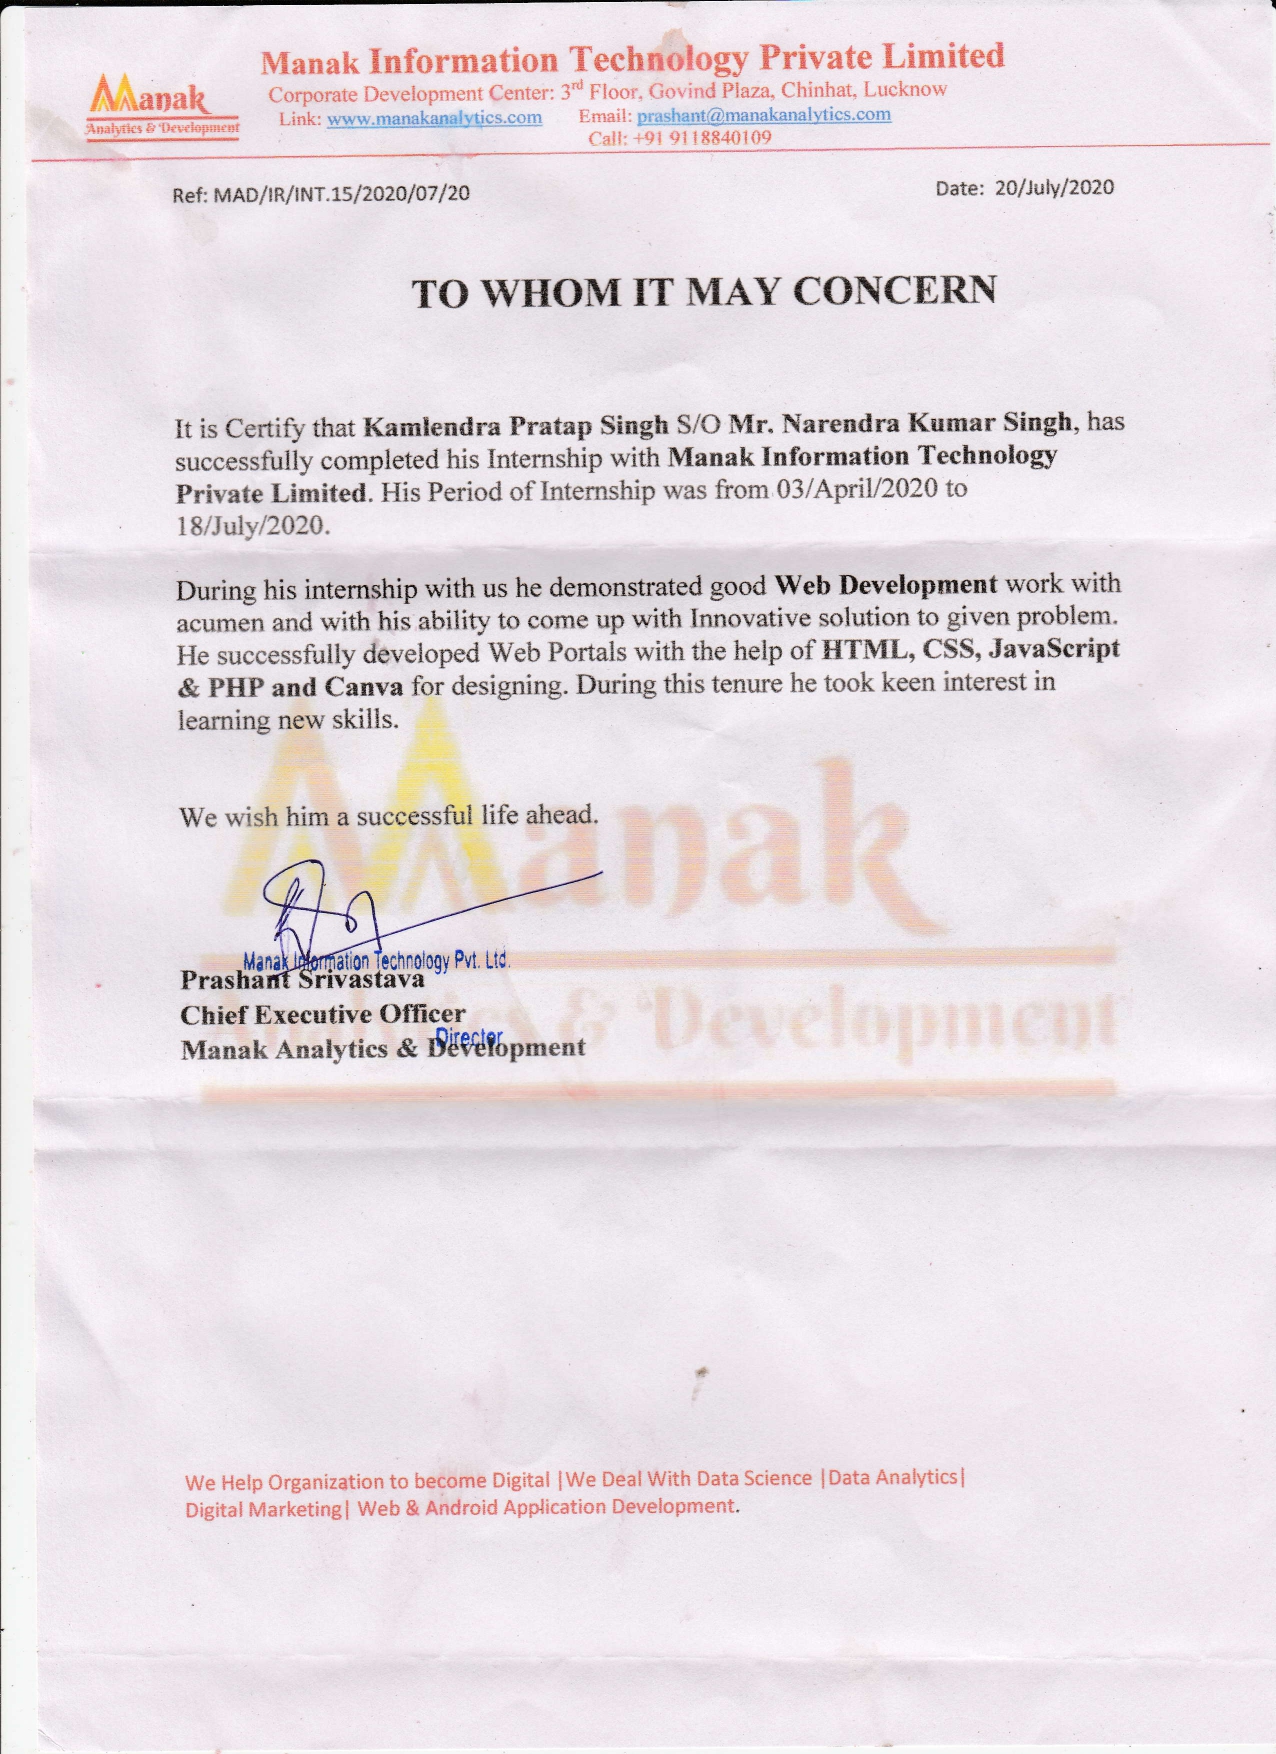 Manak Information Technology Private Limited
Manak
Analytics & Development
Corporate Development Center: 3rd Floor, Govind Plaza, Chinhat, Lucknow
Link: www.manakanalytics.com Email: prashant@manakanalytics.com
Call: +91 9118840109
Ref: MAD/IR/INT.15/2020/07/20 Date: 20/July/2020
TO WHOM IT MAY CONCERN
It is Certify that Kamlendra Pratap Singh S/O Mr. Narendra Kumar Singh, has
successfully completed his Internship with Manak Information Technology
Private Limited. His Period of Internship was from 03/April/2020 to
18/July/2020.
During his internship with us he demonstrated good Web Development work with
acumen and with his ability to come up with Innovative solution to given problem.
He successfully developed Web Portals with the help of HTML, CSS, JavaScript
& PHP and Canva for designing. During this tenure he took keen interest in
learning new skills.
We wish him a successful life ahead.
Manak
Manak Information Technology Pvt. Ltd.
Prashant Srivastava
Chief Executive Officer
Director
Manak Analytics & Development
& Development
We Help Organization to become Digital |We Deal With Data Science |Data Analytics|
Digital Marketing| Web & Android Application Development.